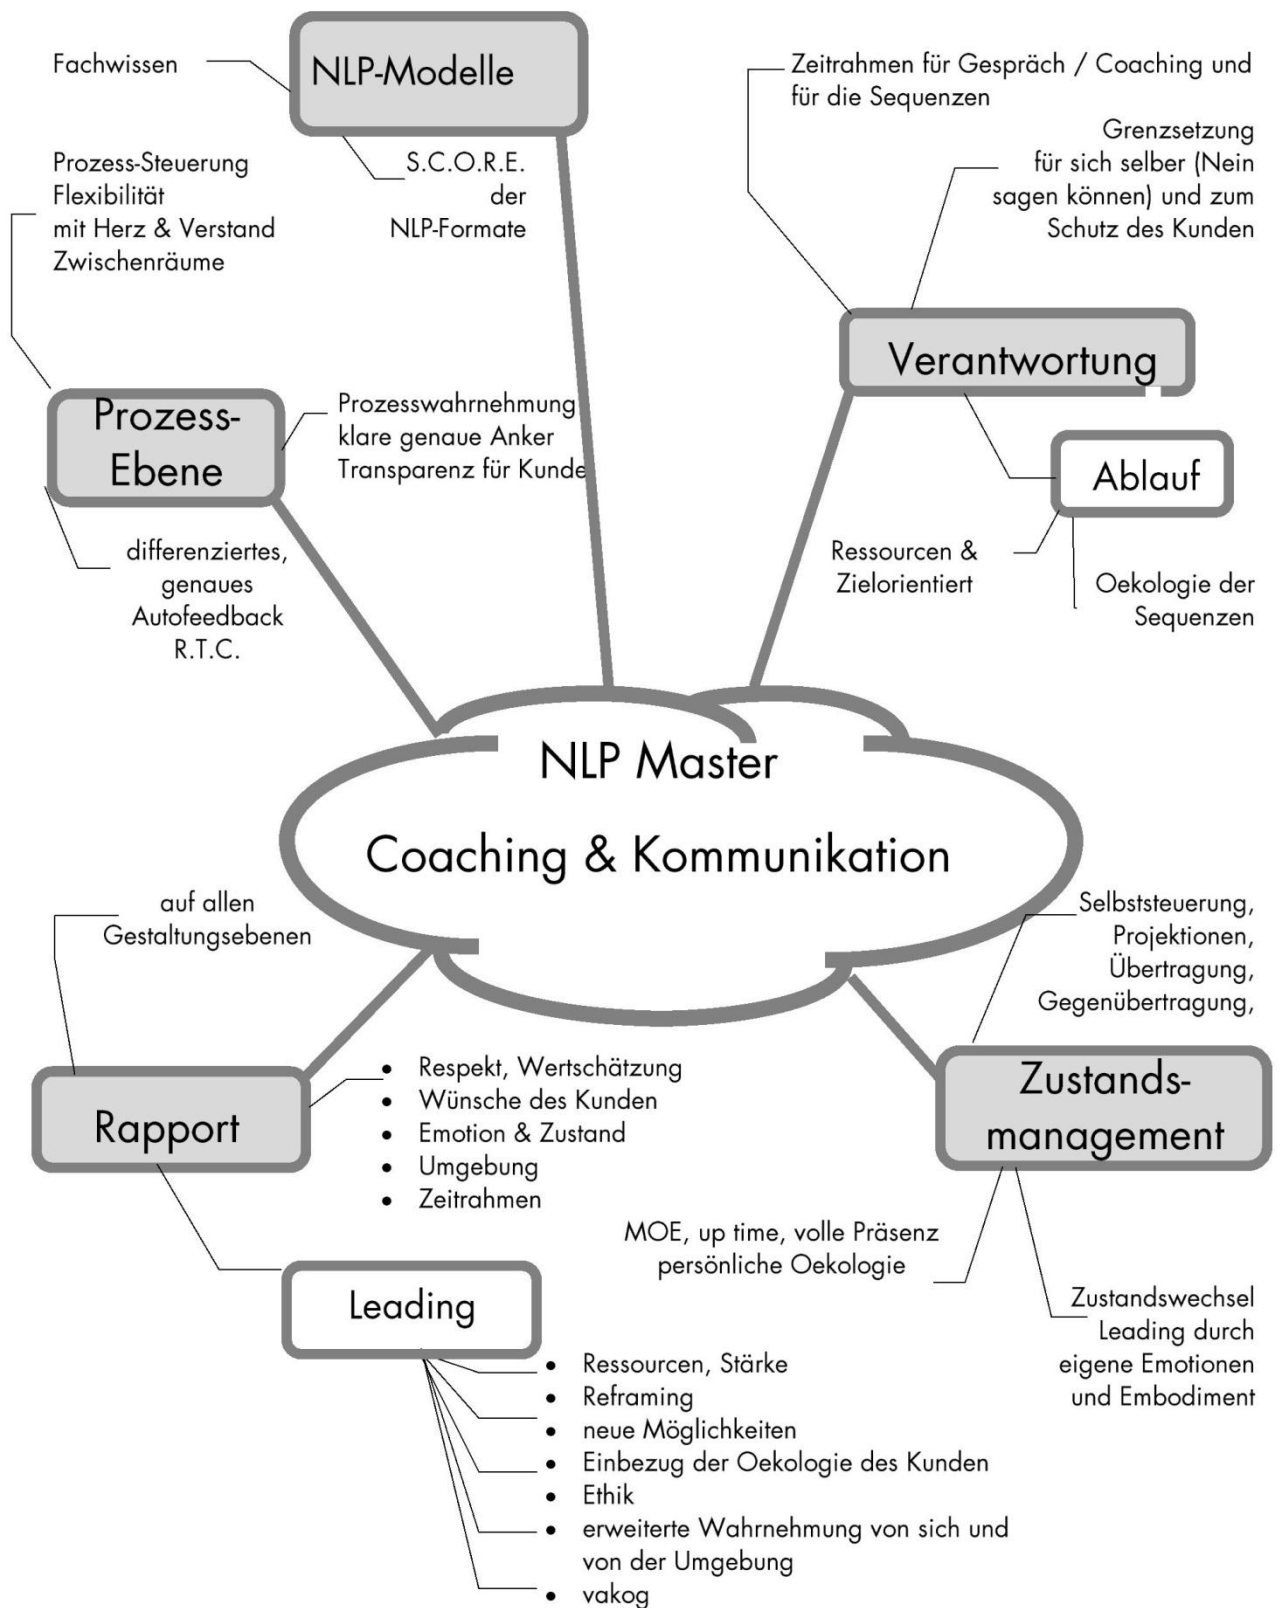 Fachwissen
NLP-Modelle
S.C.O.R.E.
der
NLP-Formate
Zeitrahmen für Gespräch / Coaching und
für die Sequenzen
Grenzsetzung
für sich selber (Nein
sagen können) und zum
Schutz des Kunden
Prozess-Steuerung
Flexibilität
mit Herz & Verstand
Zwischenräume
Verantwortung
Prozess-
Ebene
Prozesswahrnehmung
klare genaue Anker
Transparenz für Kunde
Ablauf
differenziertes,
genaues
Autofeedback
R.T.C.
Ressourcen &
Zielorientiert
Oekologie der
Sequenzen
NLP Master
Coaching & Kommunikation
auf allen
Gestaltungsebenen
Selbststeuerung,
Projektionen,
Übertragung,
Gegenübertragung,
Rapport
• Respekt, Wertschätzung
• Wünsche des Kunden
• Emotion & Zustand
• Umgebung
• Zeitrahmen
Zustands-
management
MOE, up time, volle Präsenz
persönliche Oekologie
Zustandswechsel
Leading durch
eigene Emotionen
und Embodiment
Leading
• Ressourcen, Stärke
• Reframing
• neue Möglichkeiten
• Einbezug der Oekologie des Kunden
• Ethik
• erweiterte Wahrnehmung von sich und
von der Umgebung
• vakog